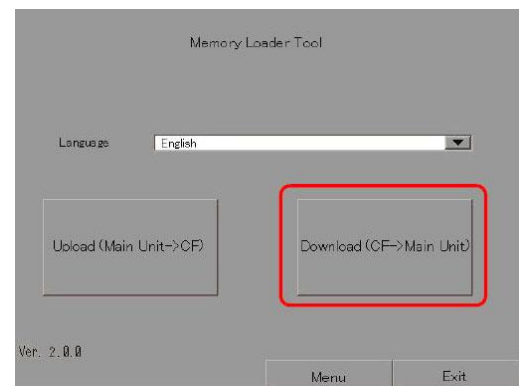 Memory Loader Tool
Language English
Upload (Main Unit->CF) Download (CF->Main Unit)
Ver. 2.0.0
Menu Exit